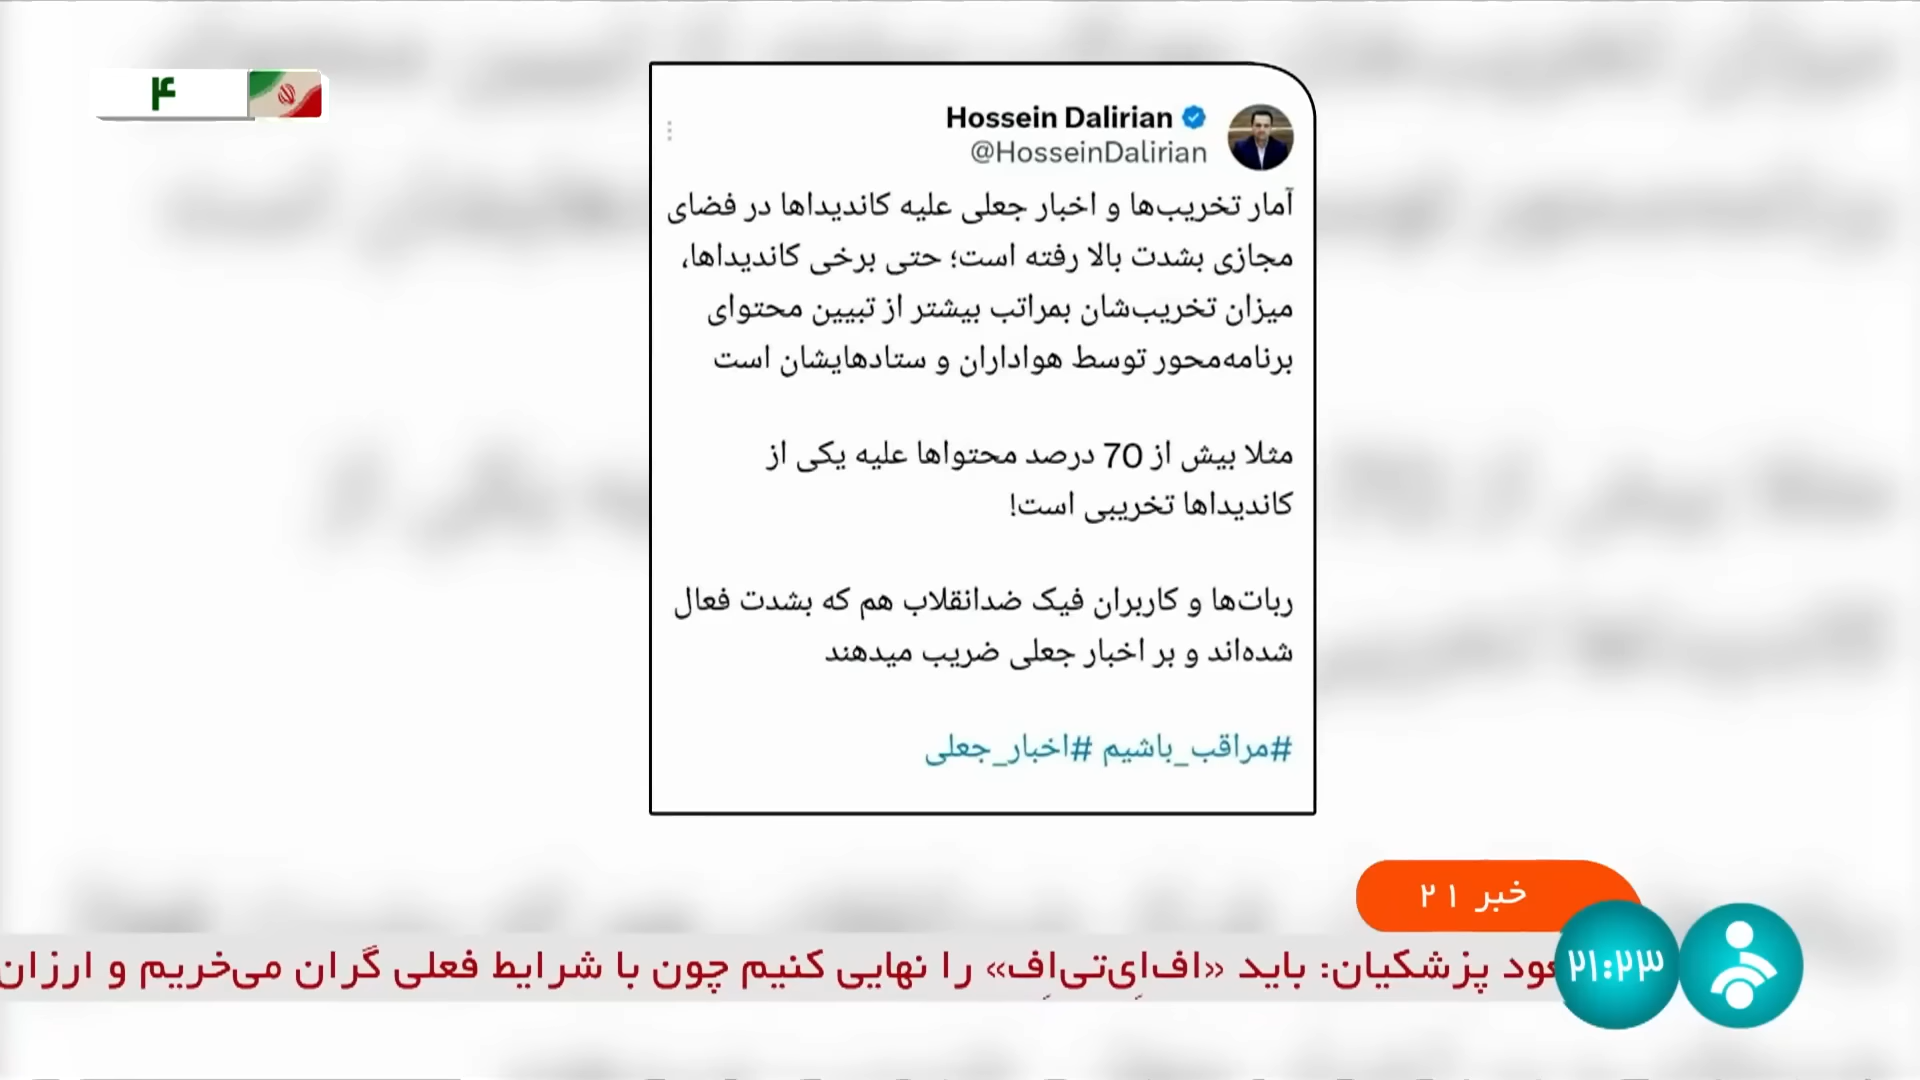 ۴
Hossein Dalirian
@HosseinDalirian
آمار تخریب‌ها و اخبار جعلی علیه کاندیداها در فضای
مجازی بشدت بالا رفته است؛ حتی برخی کاندیداها،
میزان تخریب‌شان بمراتب بیشتر از تبیین محتوای
برنامه‌محور توسط هواداران و ستادهایشان است
مثلا بیش از 70 درصد محتواها علیه یکی از
کاندیداها تخریبی است!
ربات‌ها و کاربران فیک ضدانقلاب هم که بشدت فعال
شده‌اند و بر اخبار جعلی ضریب میدهند
#مراقب_باشیم #اخبار_جعلی
خبر ۲۱
۲۱:۲۳
پزشکیان: باید «اف‌اِی‌تی‌اِف» را نهایی کنیم چون با شرایط فعلی گران می‌خریم و ارزان